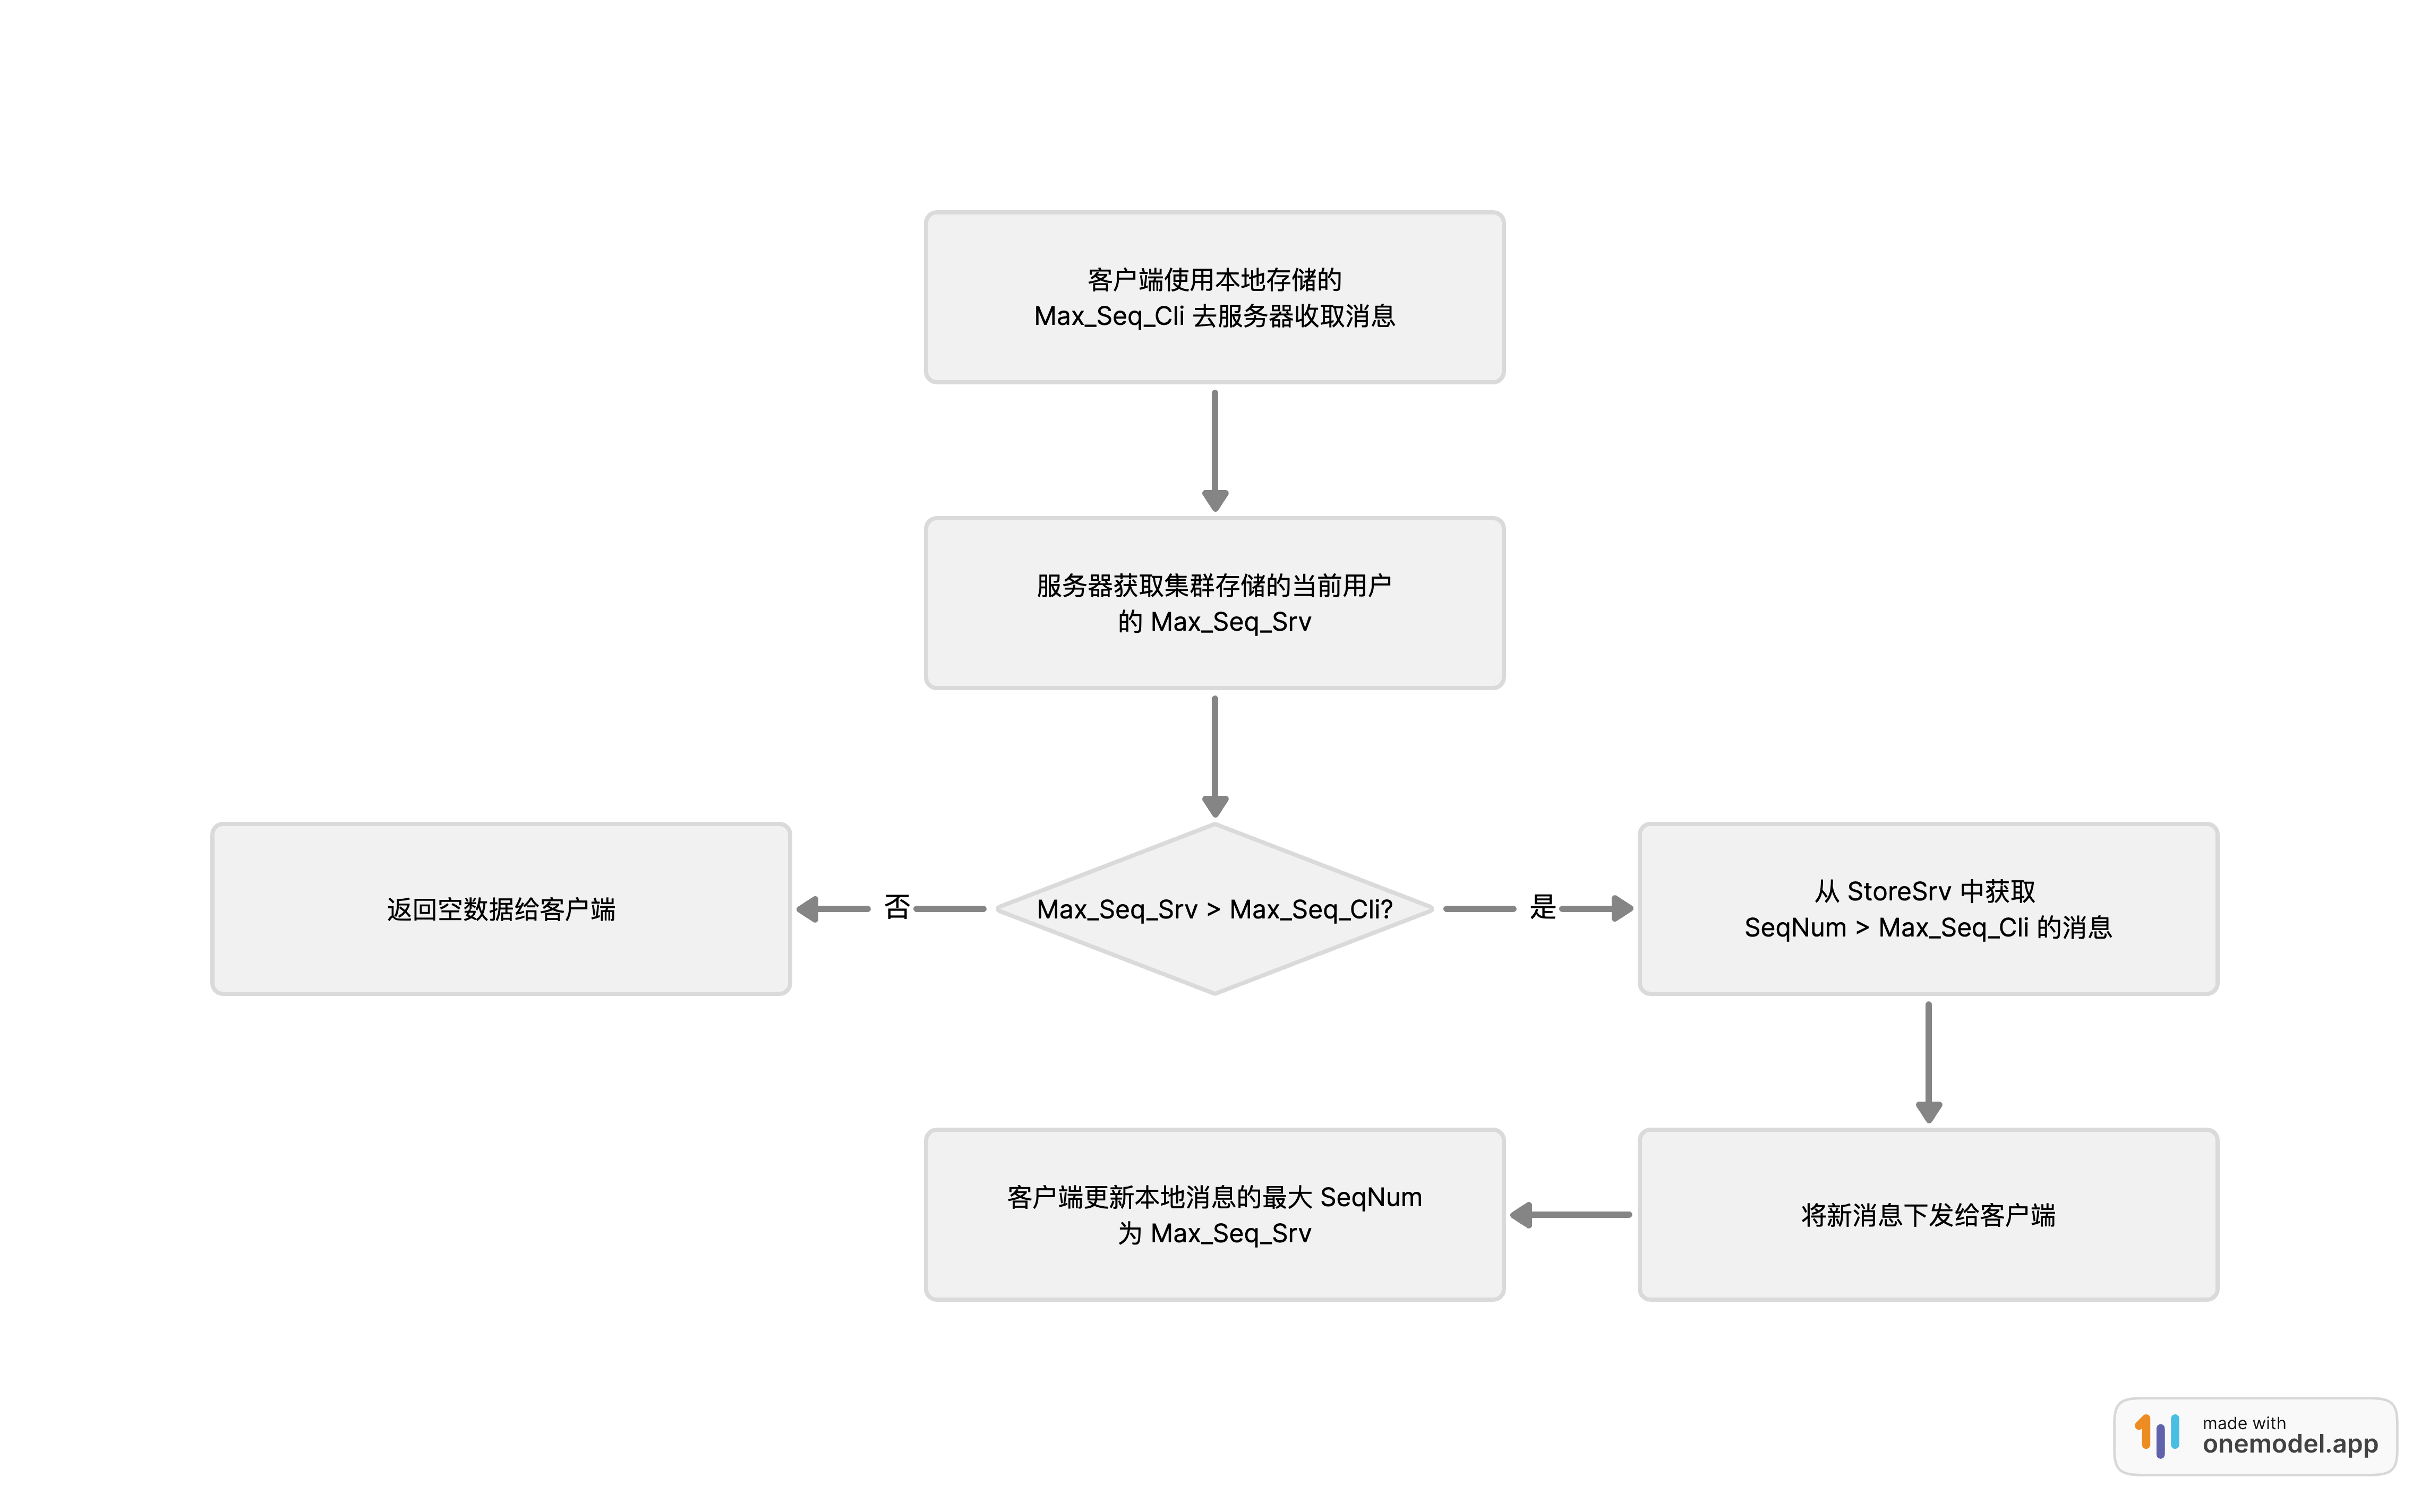 客户端使用本地存储的
Max_Seq_Cli 去服务器收取消息
服务器获取集群存储的当前用户
的 Max_Seq_Srv
返回空数据给客户端
否
Max_Seq_Srv > Max_Seq_Cli?
是
从 StoreSrv 中获取
SeqNum > Max_Seq_Cli 的消息
客户端更新本地消息的最大 SeqNum
为 Max_Seq_Srv
将新消息下发给客户端
made with
onemodel.app